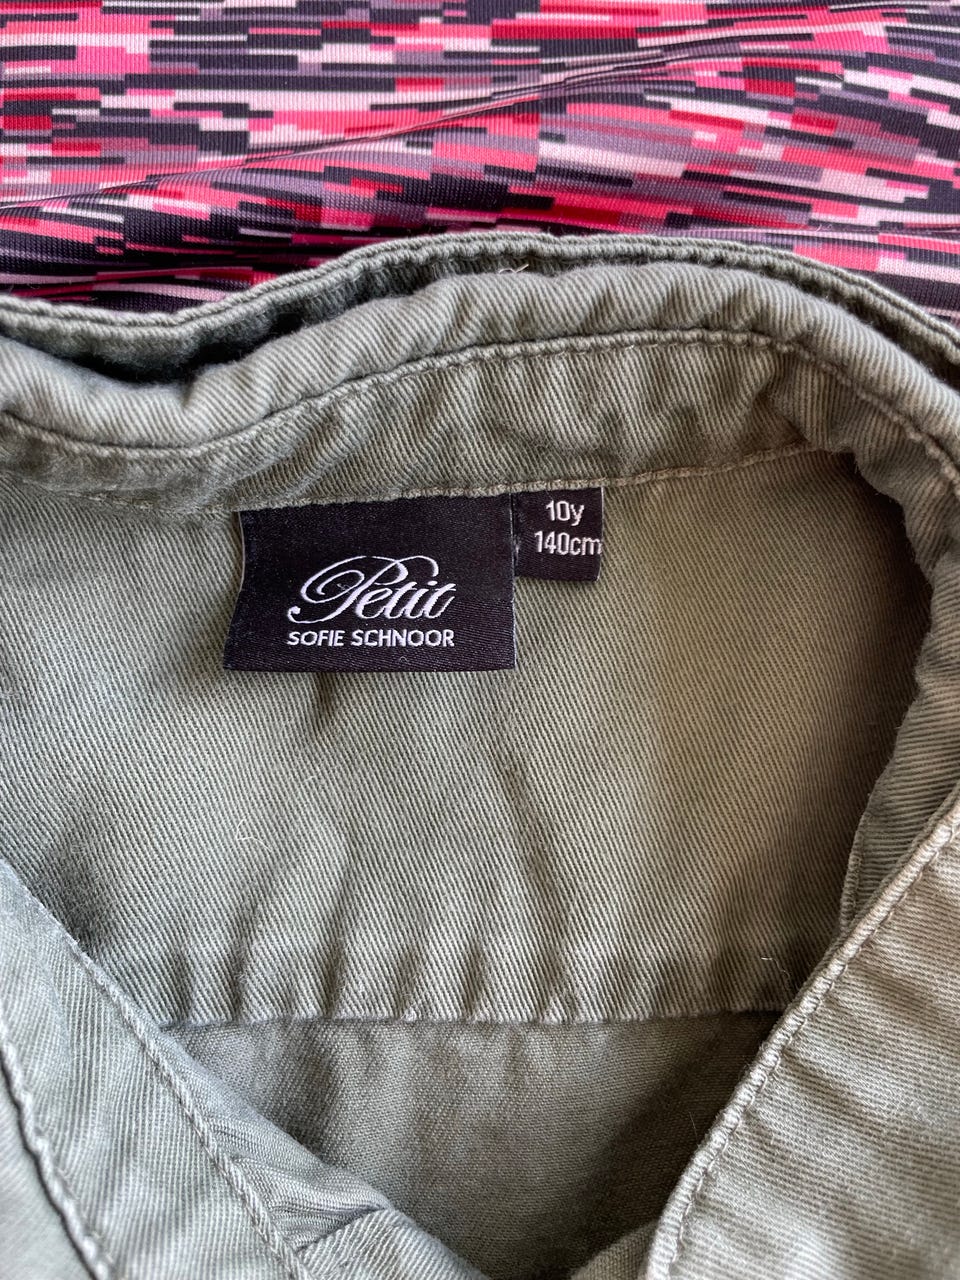 Petit
SOFIE SCHNOOR
10y
140cm